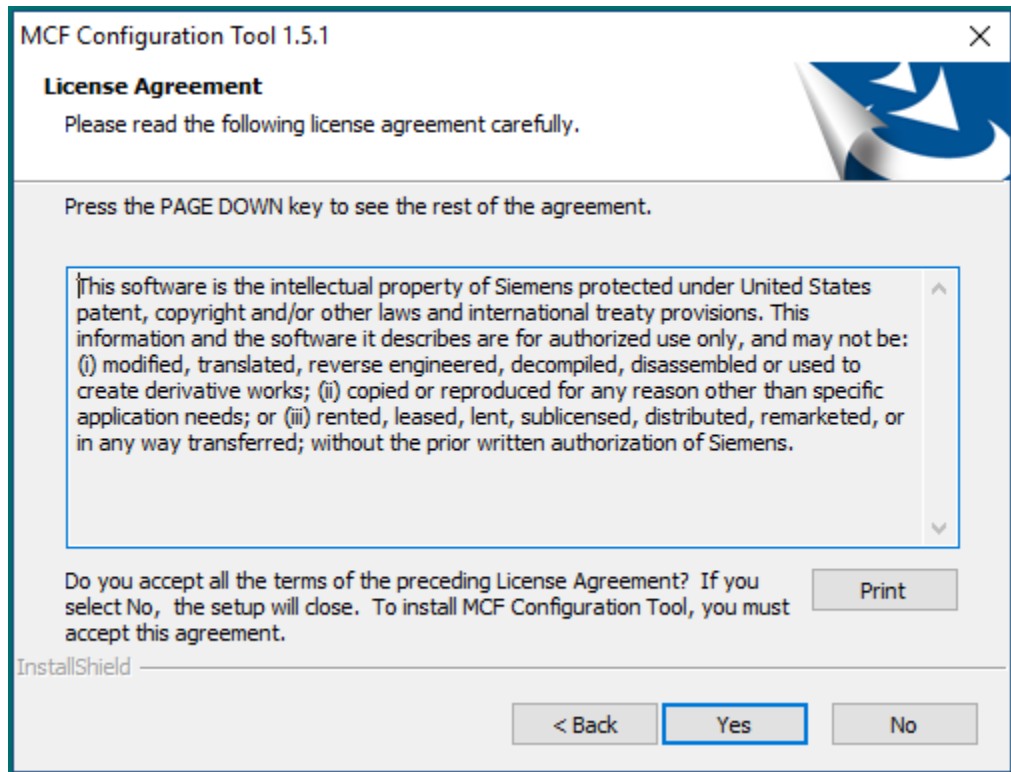 MCF Configuration Tool 1.5.1
License Agreement
Please read the following license agreement carefully.
Press the PAGE DOWN key to see the rest of the agreement.
This software is the intellectual property of Siemens protected under United States
patent, copyright and/or other laws and international treaty provisions. This
information and the software it describes are for authorized use only, and may not be:
(i) modified, translated, reverse engineered, decompiled, disassembled or used to
create derivative works; (ii) copied or reproduced for any reason other than specific
application needs; or (iii) rented, leased, lent, sublicensed, distributed, remarketed, or
in any way transferred; without the prior written authorization of Siemens.
Do you accept all the terms of the preceding License Agreement? If you
select No, the setup will close. To install MCF Configuration Tool, you must
accept this agreement.
Print
InstallShield
< Back
Yes
No